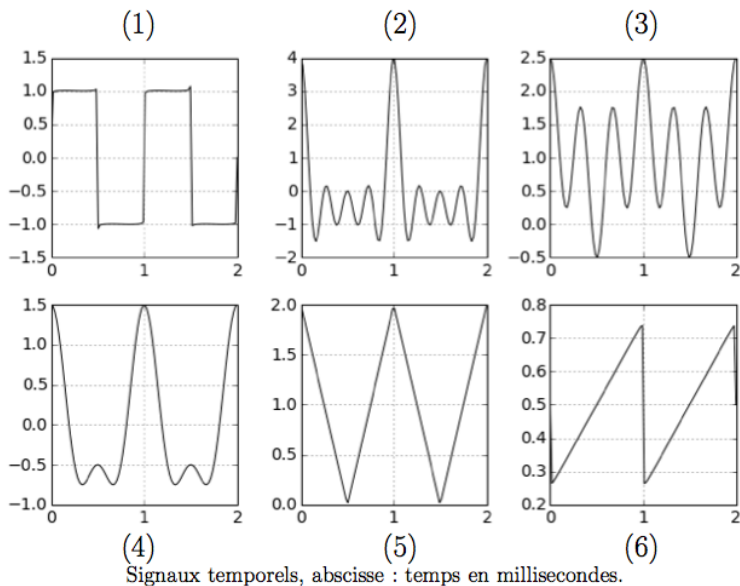 (1) (2) (3)
1.5 1.0 0.5 0.0 −0.5 −1.0 −1.5
0 1 2
4 3 2 1 0 −1 −2
0 1 2
2.5 2.0 1.5 1.0 0.5 0.0 −0.5
0 1 2
1.5 1.0 0.5 0.0 −0.5 −1.0
0 1 2
2.0 1.5 1.0 0.5 0.0
0 1 2
0.8 0.7 0.6 0.5 0.4 0.3 0.2
0 1 2
(4) (5) (6)
Signaux temporels, abscisse : temps en millisecondes.